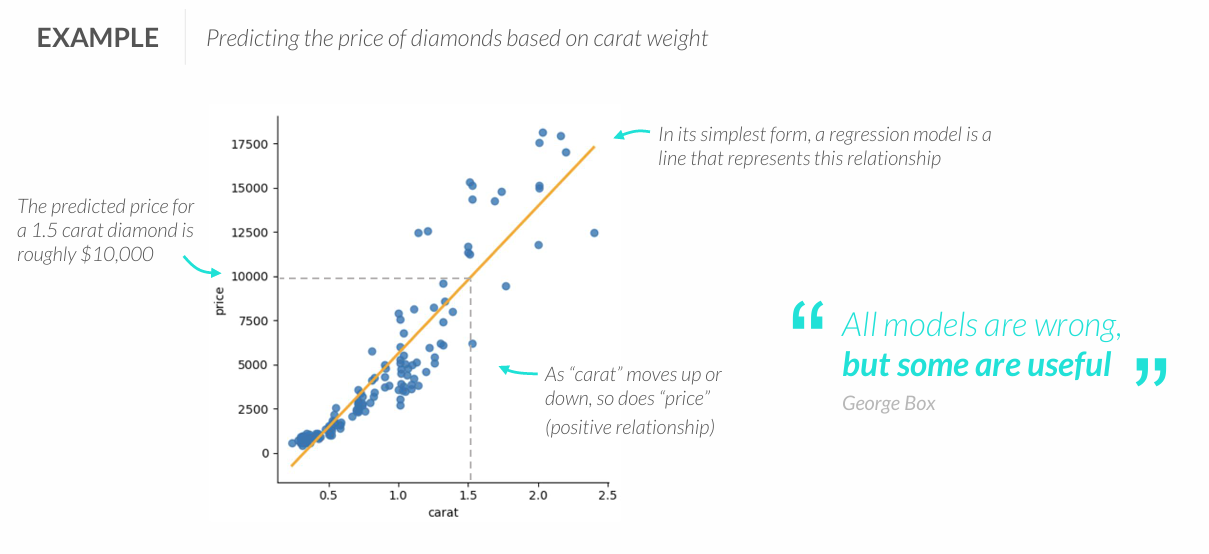 EXAMPLE
Predicting the price of diamonds based on carat weight
In its simplest form, a regression model is a
line that represents this relationship
The predicted price for
a 1.5 carat diamond is
roughly $10,000
17500
15000
12500
10000
7500
5000
2500
0
price
0.5 1.0 1.5 2.0 2.5
carat
As “carat” moves up or
down, so does “price”
(positive relationship)
“ All models are wrong,
but some are useful ”
George Box